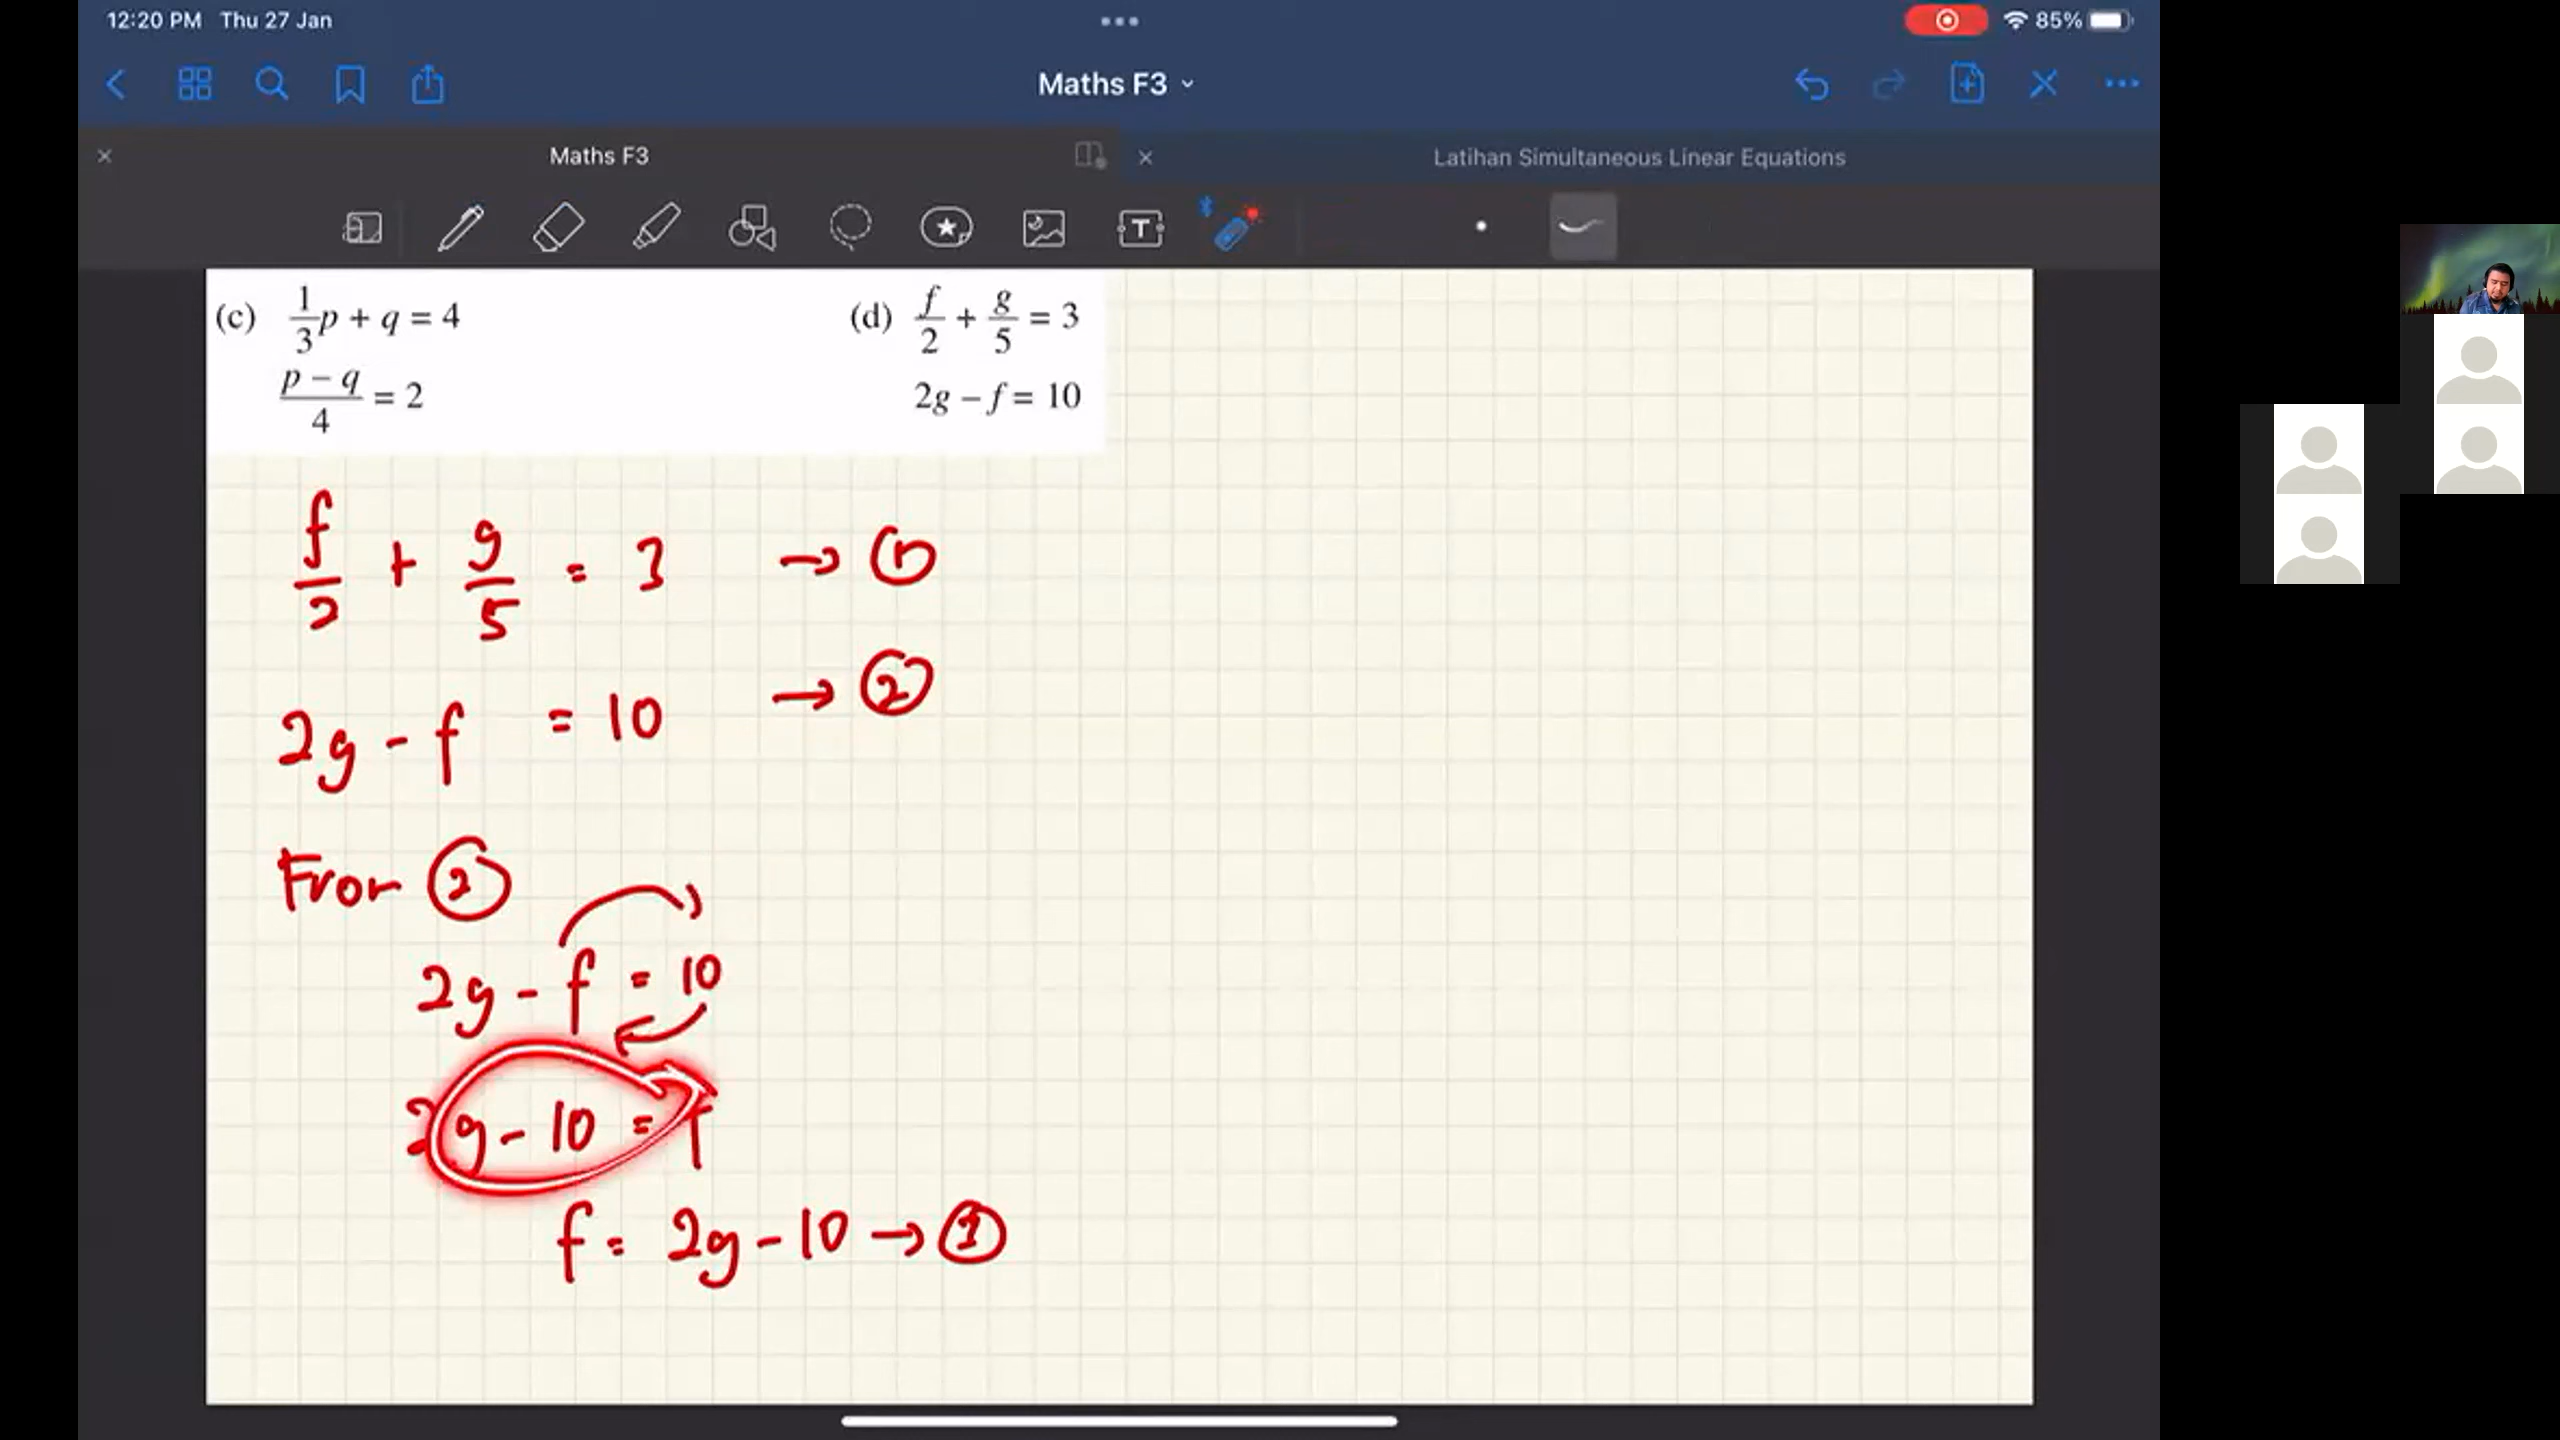 12:20 PM Thu 27 Jan
85%
Maths F3
Maths F3
Latihan Simultaneous Linear Equations
(c) 1/3 p + q = 4
(p − q)/4 = 2
(d) f/2 + g/5 = 3
2g − f = 10
f/2 + g/5 = 3 → ①
2g - f = 10 → ②
From ②
2g - f = 10
2g - 10 = f
f = 2g - 10 →